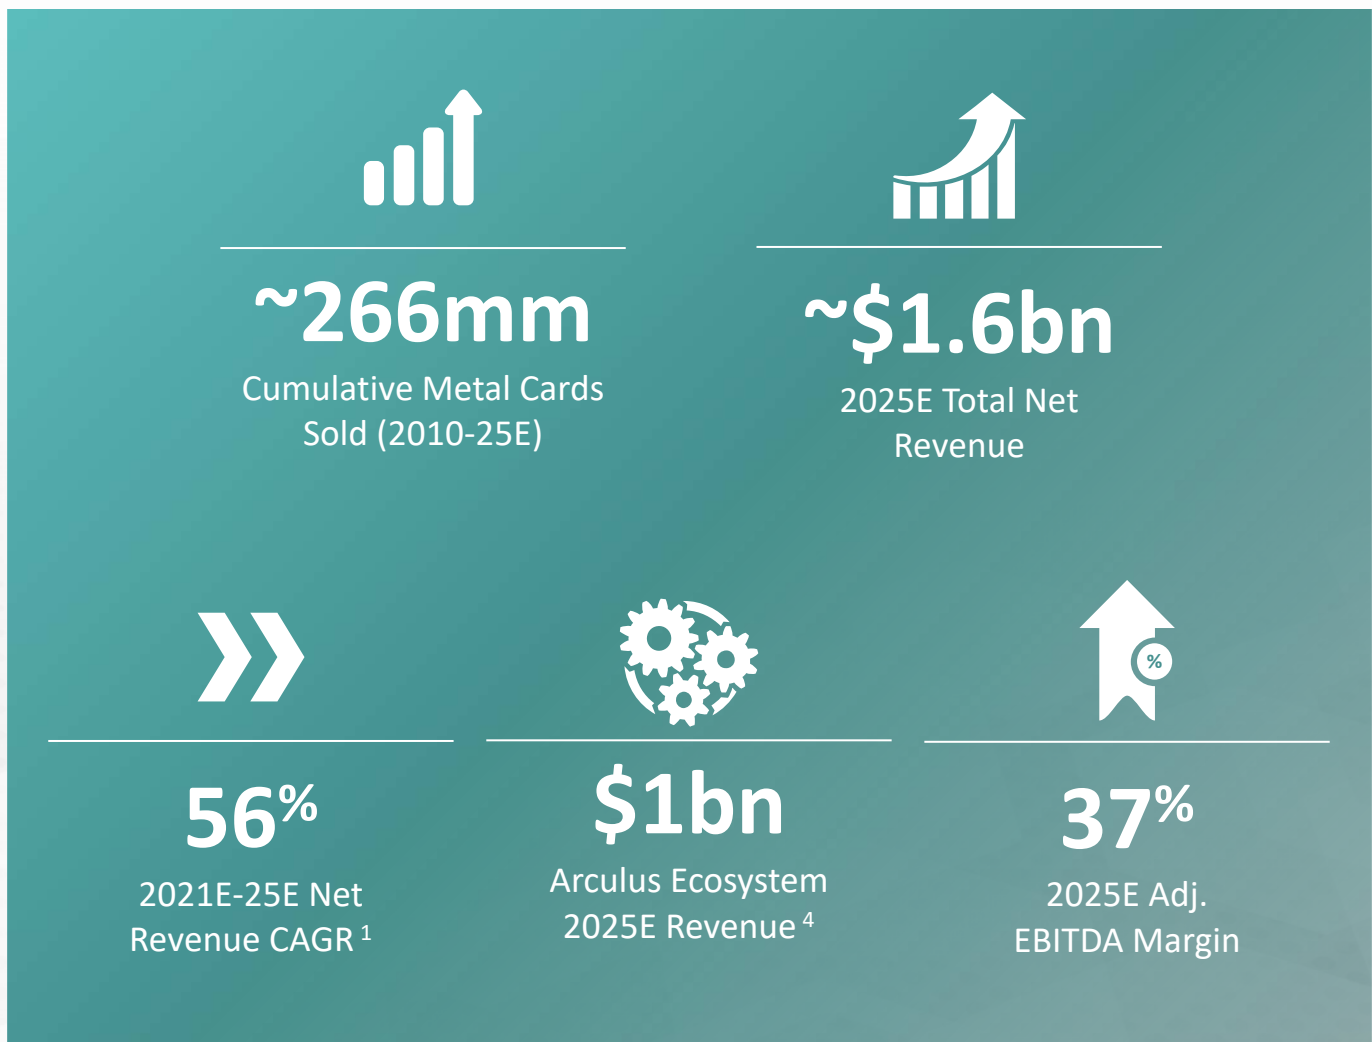 ~266mm
Cumulative Metal Cards
Sold (2010-25E)
~$1.6bn
2025E Total Net
Revenue
56%
2021E-25E Net
Revenue CAGR 1
$1bn
Arculus Ecosystem
2025E Revenue 4
%
37%
2025E Adj.
EBITDA Margin